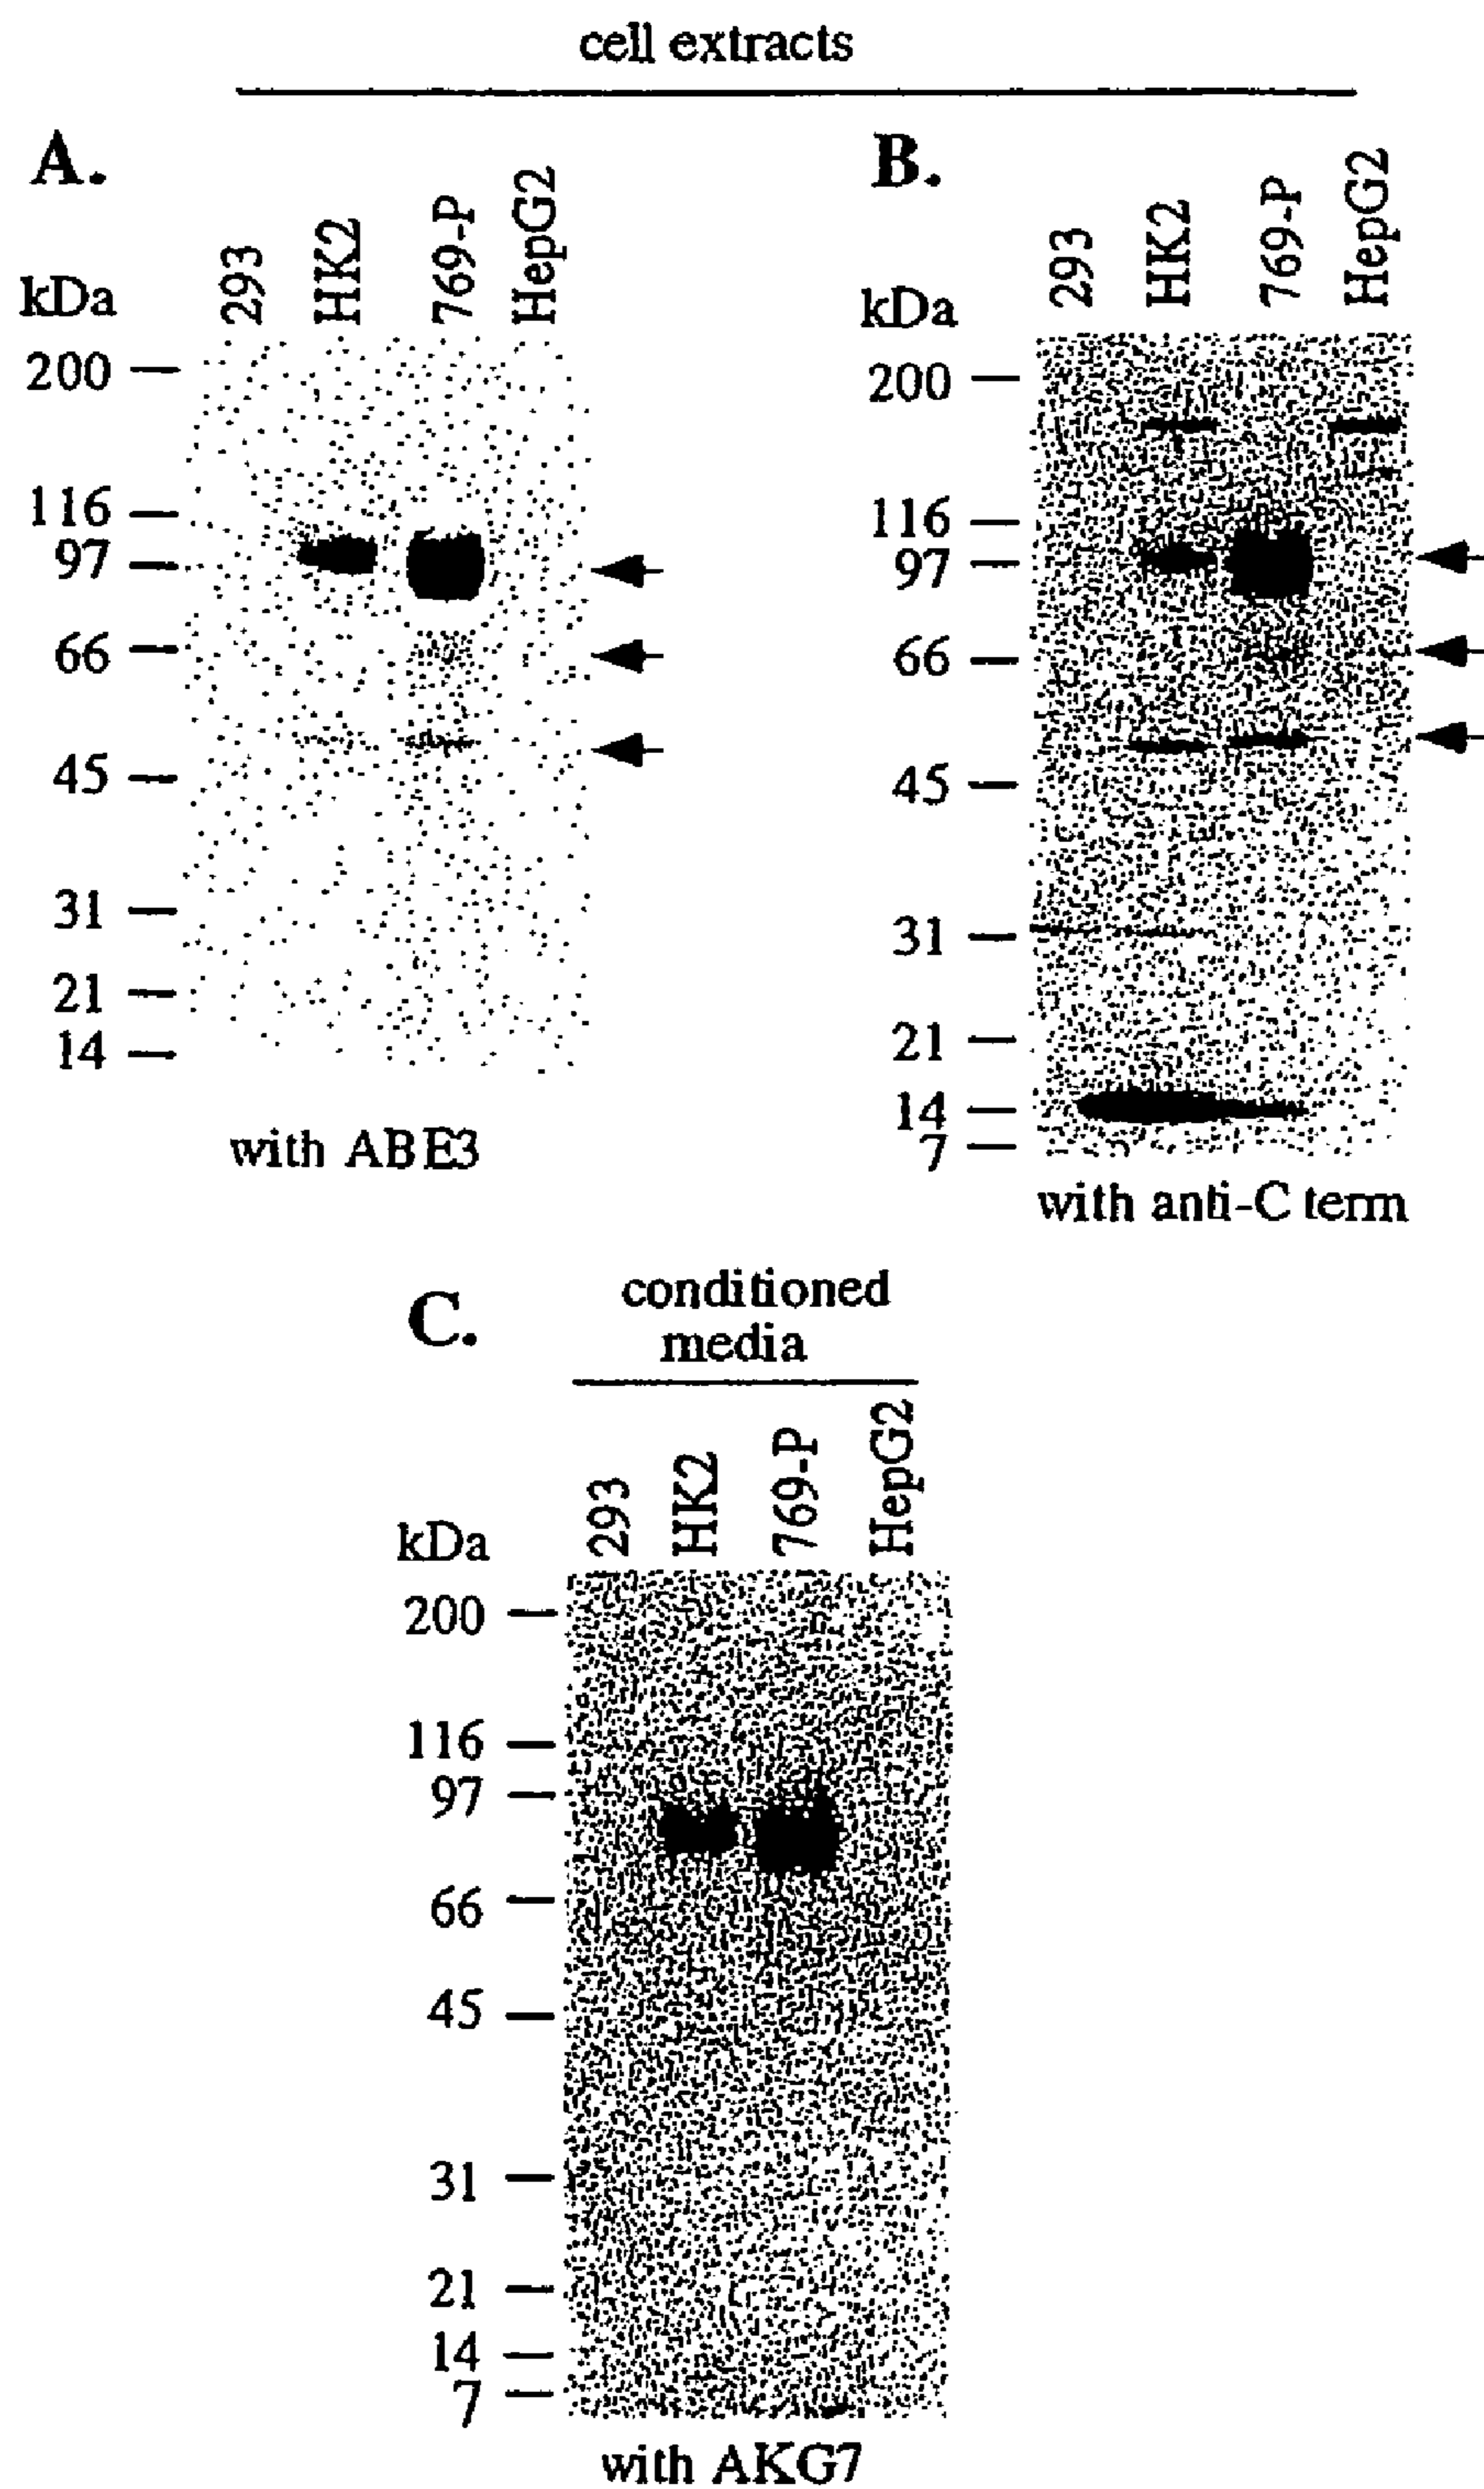 cell extracts
A.
kDa
293
HK2
769-P
HepG2
200
116
97
66
45
31
21
14
with ABE3
B.
kDa
293
HK2
769-P
HepG2
200
116
97
66
45
31
21
14
7
with anti-C term
C.
conditioned
media
kDa
293
HK2
769-P
HepG2
200
116
97
66
45
31
21
14
7
with AKG7